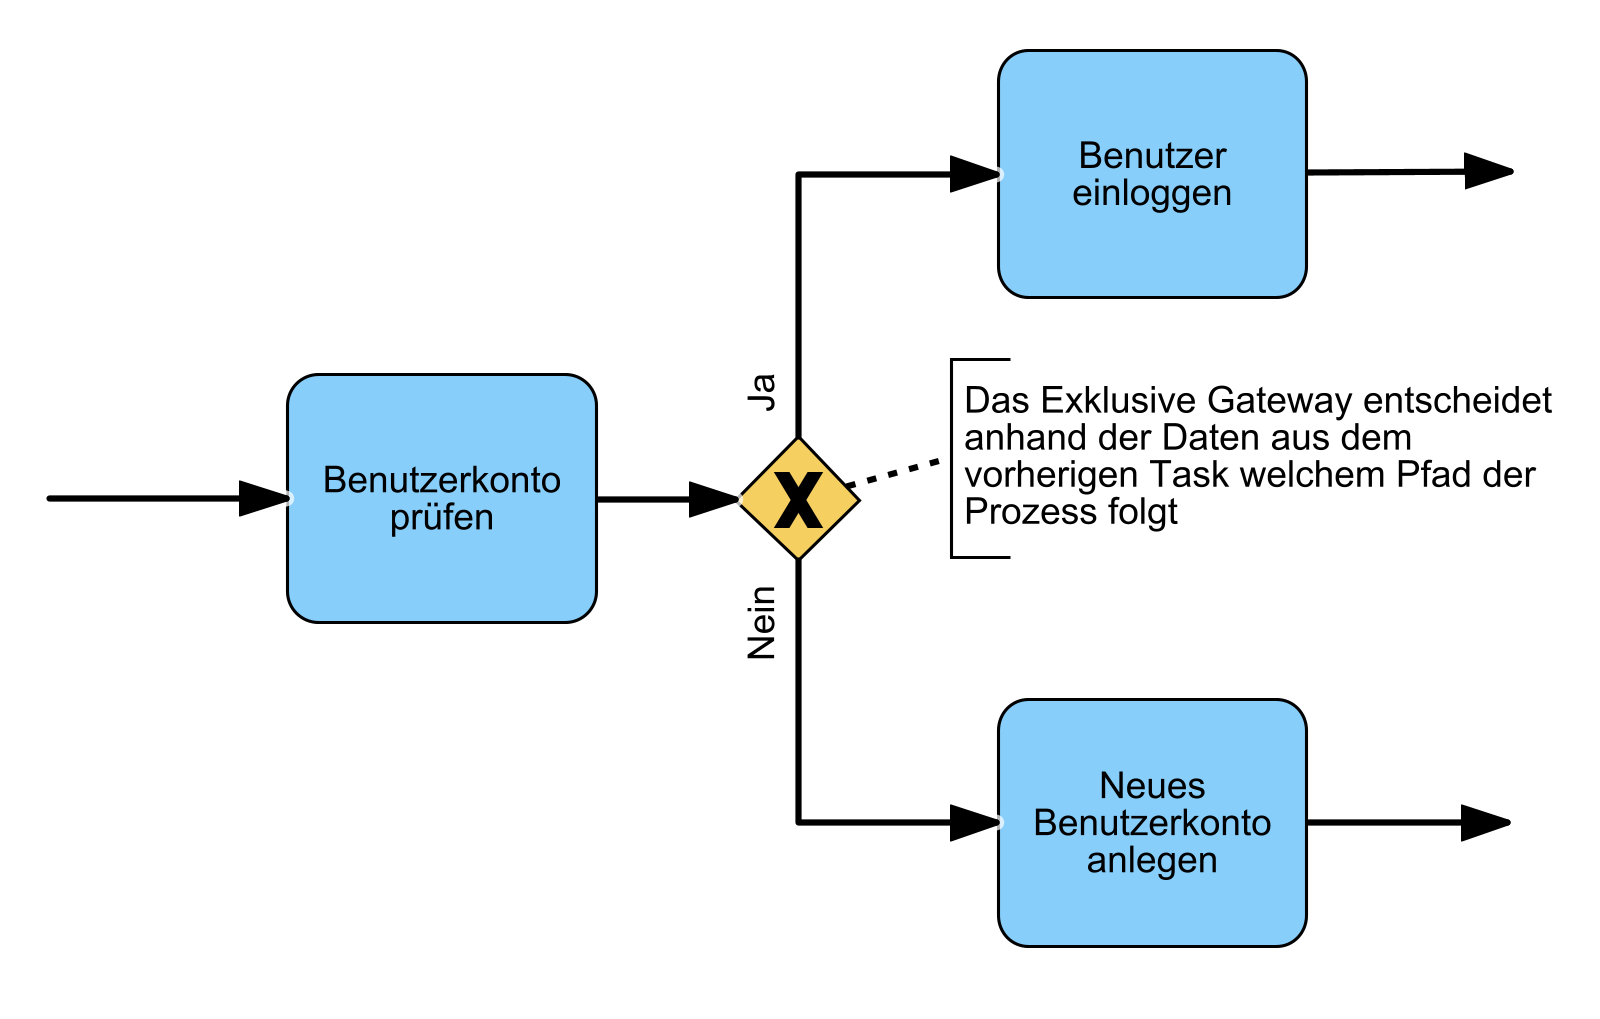 Benutzer
einloggen
Ja
Das Exklusive Gateway entscheidet
anhand der Daten aus dem
vorherigen Task welchem Pfad der
Prozess folgt
Benutzerkonto
prüfen
X
Nein
Neues
Benutzerkonto
anlegen